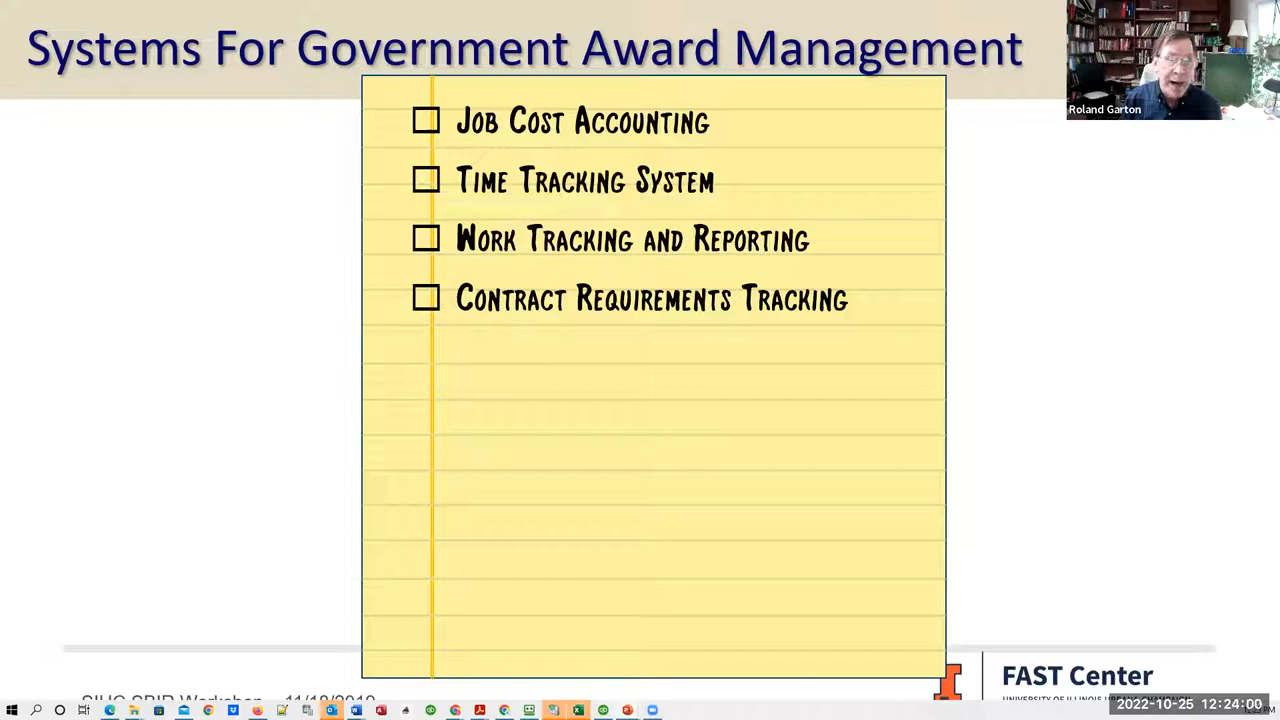 Systems For Government Award Management
Roland Garton
Job Cost Accounting
Time Tracking System
Work Tracking and Reporting
Contract Requirements Tracking
FAST Center
2022-10-25 12:24:00